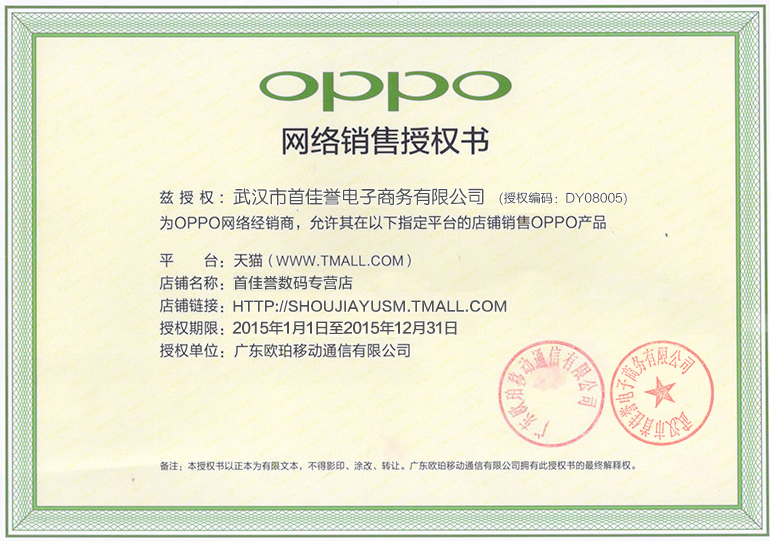 oppo
网络销售授权书
兹授权：武汉市首佳誉电子商务有限公司（授权编码：DY08005）
为OPPO网络经销商，允许其在以下指定平台的店铺销售OPPO产品
平 台：天猫（WWW.TMALL.COM）
店铺名称：首佳誉数码专营店
店铺链接：HTTP://SHOUJIAYUSM.TMALL.COM
授权期限：2015年1月1日至2015年12月31日
授权单位：广东欧珀移动通信有限公司
广东欧珀移动通信有限公司
武汉市首佳誉电子商务有限公司
备注：本授权书以正本为有限文本，不得影印、涂改、转让。广东欧珀移动通信有限公司拥有此授权书的最终解释权。